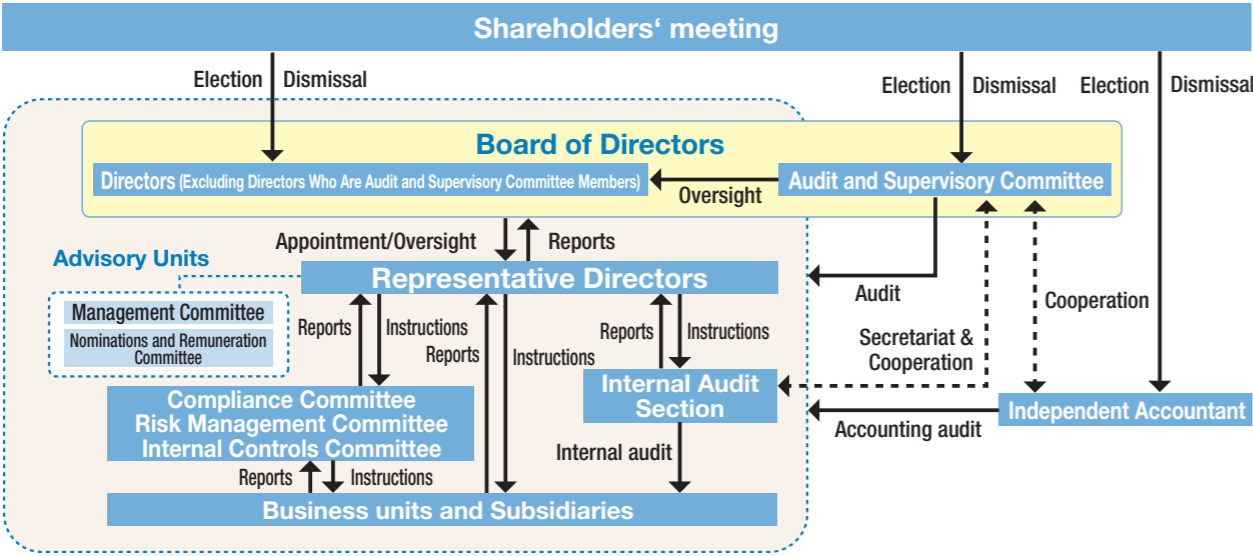 Shareholders‘ meeting
Election
Dismissal
Election
Dismissal
Election
Dismissal
Board of Directors
Directors (Excluding Directors Who Are Audit and Supervisory Committee Members)
Oversight
Audit and Supervisory Committee
Appointment/Oversight
Reports
Advisory Units
Representative Directors
Audit
Cooperation
Management Committee
Nominations and Remuneration
Committee
Reports
Instructions
Reports
Instructions
Reports
Instructions
Secretariat &
Cooperation
Compliance Committee
Risk Management Committee
Internal Controls Committee
Internal Audit
Section
Independent Accountant
Accounting audit
Internal audit
Reports
Instructions
Business units and Subsidiaries